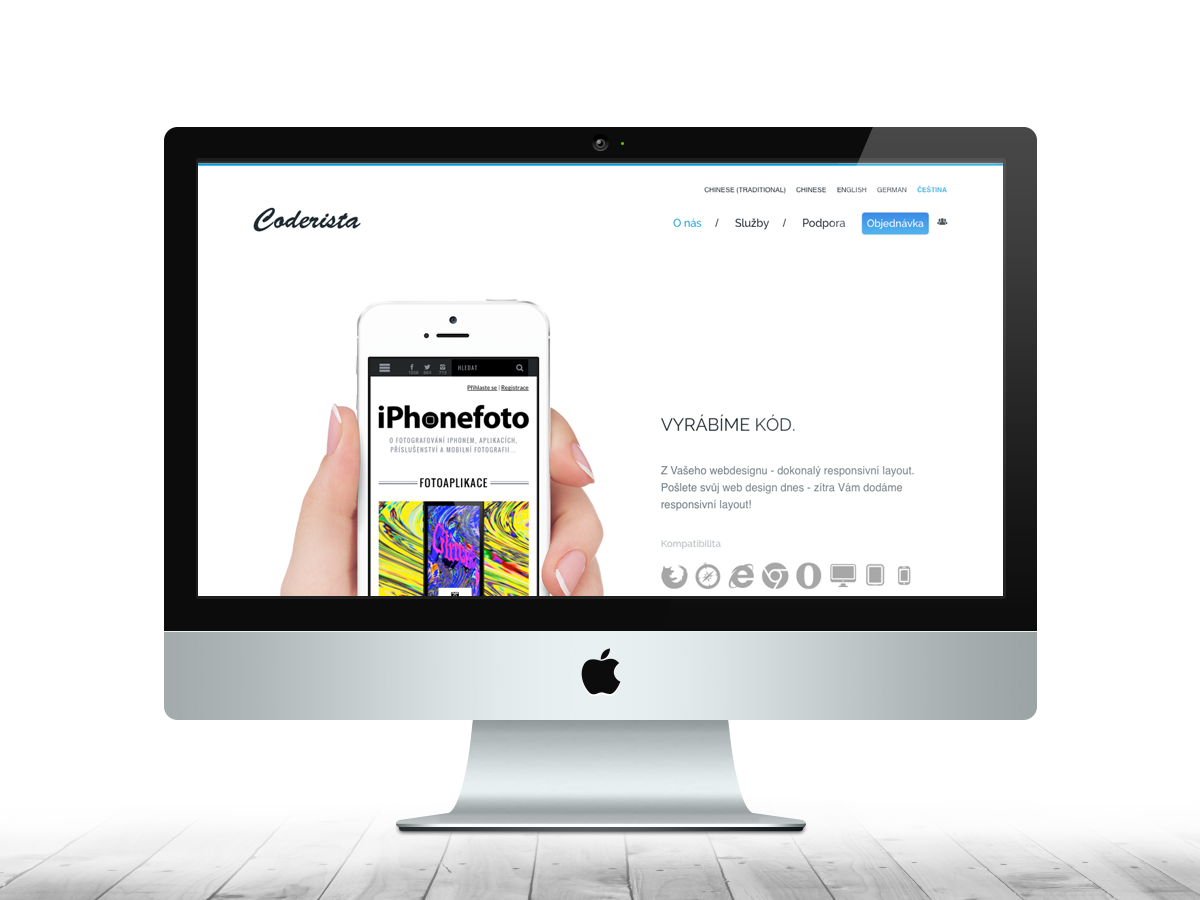 CHINESE (TRADITIONAL) CHINESE ENGLISH GERMAN ČEŠTINA
Coderista
O nás / Služby / Podpora Objednávka
HLEDAT
Přihlaste se | Registrace
iPhonefoto
O FOTOGRAFOVÁNÍ IPHONEM, APLIKACÍCH,
PŘÍSLUŠENSTVÍ A MOBILNÍ FOTOGRAFII...
FOTOAPLIKACE
VYRÁBÍME KÓD.
Z Vašeho webdesignu - dokonalý responsivní layout.
Pošlete svůj web design dnes - zítra Vám dodáme
responsivní layout!
Kompatibilita